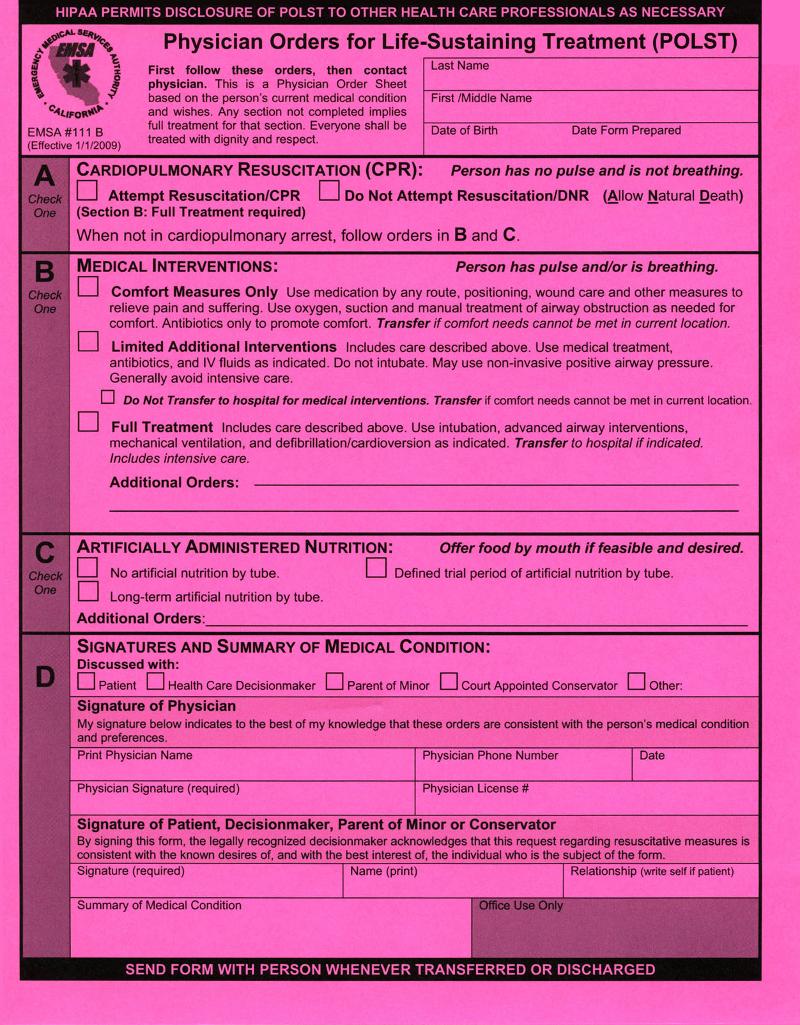 HIPAA PERMITS DISCLOSURE OF POLST TO OTHER HEALTH CARE PROFESSIONALS AS NECESSARY
EMERGENCY MEDICAL SERVICES AUTHORITY
EMSA
CALIFORNIA
EMSA #111 B
(Effective 1/1/2009)
Physician Orders for Life-Sustaining Treatment (POLST)
First follow these orders, then contact
physician. This is a Physician Order Sheet
based on the person's current medical condition
and wishes. Any section not completed implies
full treatment for that section. Everyone shall be
treated with dignity and respect.
Last Name
First /Middle Name
Date of Birth Date Form Prepared
A
Check
One
CARDIOPULMONARY RESUSCITATION (CPR): Person has no pulse and is not breathing.
Attempt Resuscitation/CPR Do Not Attempt Resuscitation/DNR (Allow Natural Death)
(Section B: Full Treatment required)
When not in cardiopulmonary arrest, follow orders in B and C.
B
Check
One
MEDICAL INTERVENTIONS: Person has pulse and/or is breathing.
Comfort Measures Only Use medication by any route, positioning, wound care and other measures to
relieve pain and suffering. Use oxygen, suction and manual treatment of airway obstruction as needed for
comfort. Antibiotics only to promote comfort. Transfer if comfort needs cannot be met in current location.
Limited Additional Interventions Includes care described above. Use medical treatment,
antibiotics, and IV fluids as indicated. Do not intubate. May use non-invasive positive airway pressure.
Generally avoid intensive care.
Do Not Transfer to hospital for medical interventions. Transfer if comfort needs cannot be met in current location.
Full Treatment Includes care described above. Use intubation, advanced airway interventions,
mechanical ventilation, and defibrillation/cardioversion as indicated. Transfer to hospital if indicated.
Includes intensive care.
Additional Orders:
C
Check
One
ARTIFICIALLY ADMINISTERED NUTRITION: Offer food by mouth if feasible and desired.
No artificial nutrition by tube. Defined trial period of artificial nutrition by tube.
Long-term artificial nutrition by tube.
Additional Orders:
D
SIGNATURES AND SUMMARY OF MEDICAL CONDITION:
Discussed with:
Patient Health Care Decisionmaker Parent of Minor Court Appointed Conservator Other:
Signature of Physician
My signature below indicates to the best of my knowledge that these orders are consistent with the person's medical condition
and preferences.
Print Physician Name Physician Phone Number Date
Physician Signature (required) Physician License #
Signature of Patient, Decisionmaker, Parent of Minor or Conservator
By signing this form, the legally recognized decisionmaker acknowledges that this request regarding resuscitative measures is
consistent with the known desires of, and with the best interest of, the individual who is the subject of the form.
Signature (required) Name (print) Relationship (write self if patient)
Summary of Medical Condition Office Use Only
SEND FORM WITH PERSON WHENEVER TRANSFERRED OR DISCHARGED